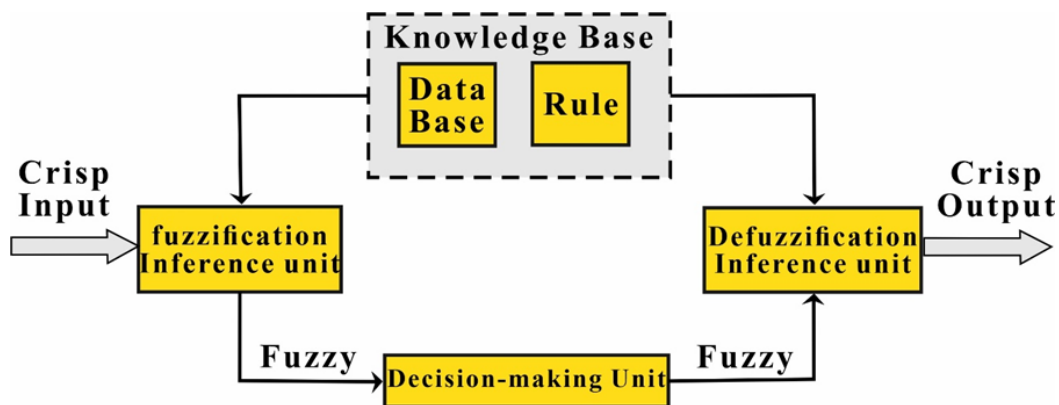 Knowledge Base
Data
Base
Rule
Crisp
Input
fuzzification
Inference unit
Crisp
Output
Defuzzification
Inference unit
Fuzzy
Decision-making Unit
Fuzzy